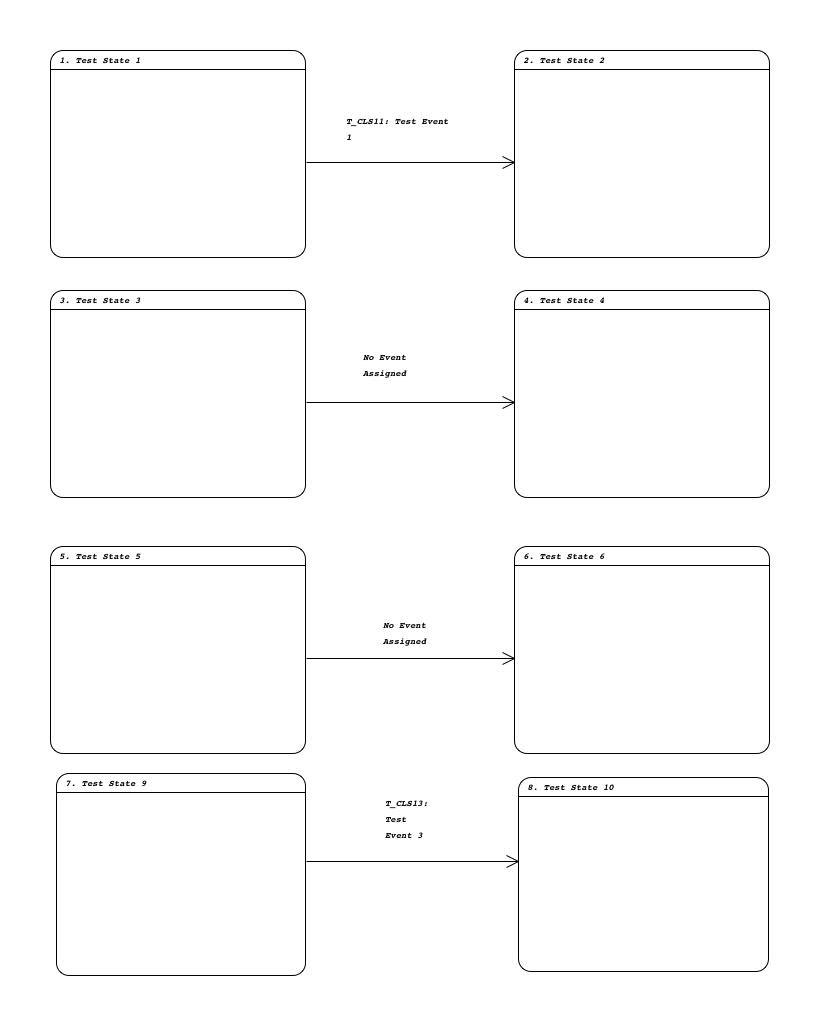 1. Test State 1
2. Test State 2
T_CLS11: Test Event
1
3. Test State 3
4. Test State 4
No Event
Assigned
5. Test State 5
6. Test State 6
No Event
Assigned
7. Test State 9
8. Test State 10
T_CLS13:
Test
Event 3